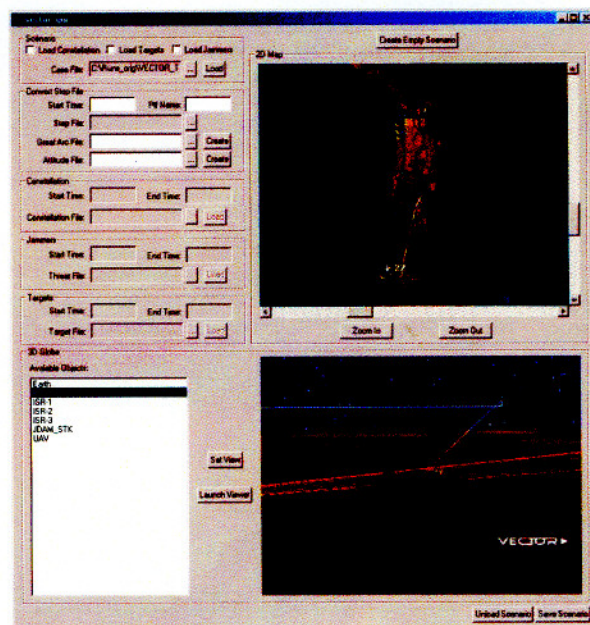 Scenario
Load Constellation Load Targets Load Jammers
Case File: ... Load
Create Empty Scenario
2D Map
Convert Step File
Start Time: Ptf Name:
Step File: ...
Great Arc File: ... Create
Attitude File: ... Create
Constellation
Start Time: End Time:
Constellation File: ... Load
Jammers
Start Time: End Time:
Threat File: ... Load
Targets
Start Time: End Time:
Target File: ... Load
Zoom In Zoom Out
3D Globe
Available Objects:
Earth
ISR-1
ISR-2
ISR-3
JDAM_STK
UAV
Set View
Launch Viewer
VECTOR
Unload Scenario Save Scenario